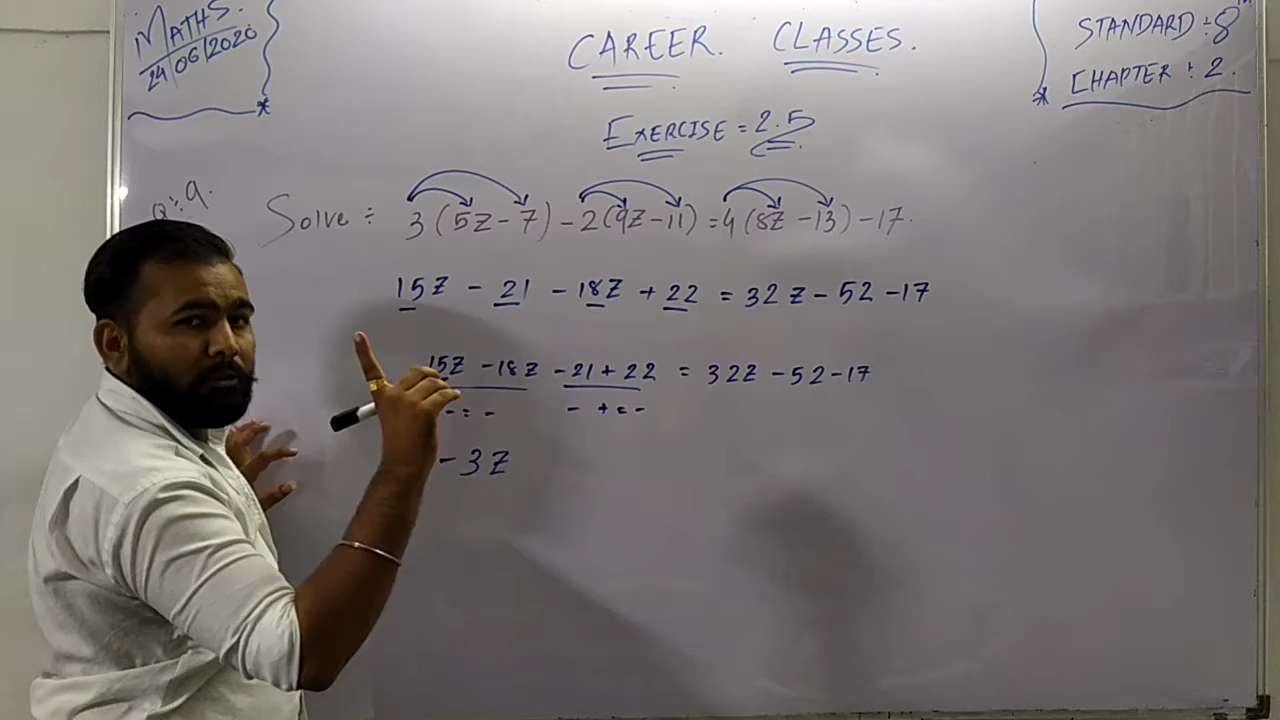 MATHS.
24/06/2020
CAREER. CLASSES.
STANDARD ÷ 8th
CHAPTER : 2.
EXERCISE = 2.5
Q:9.
Solve ÷ 3(5Z-7)-2(9Z-11)=4(8Z-13)-17.
15Z - 21 - 18Z + 22 = 32Z - 52 - 17
15Z - 18Z - 21 + 22 = 32Z - 52 - 17
- = - - + = -
- 3Z